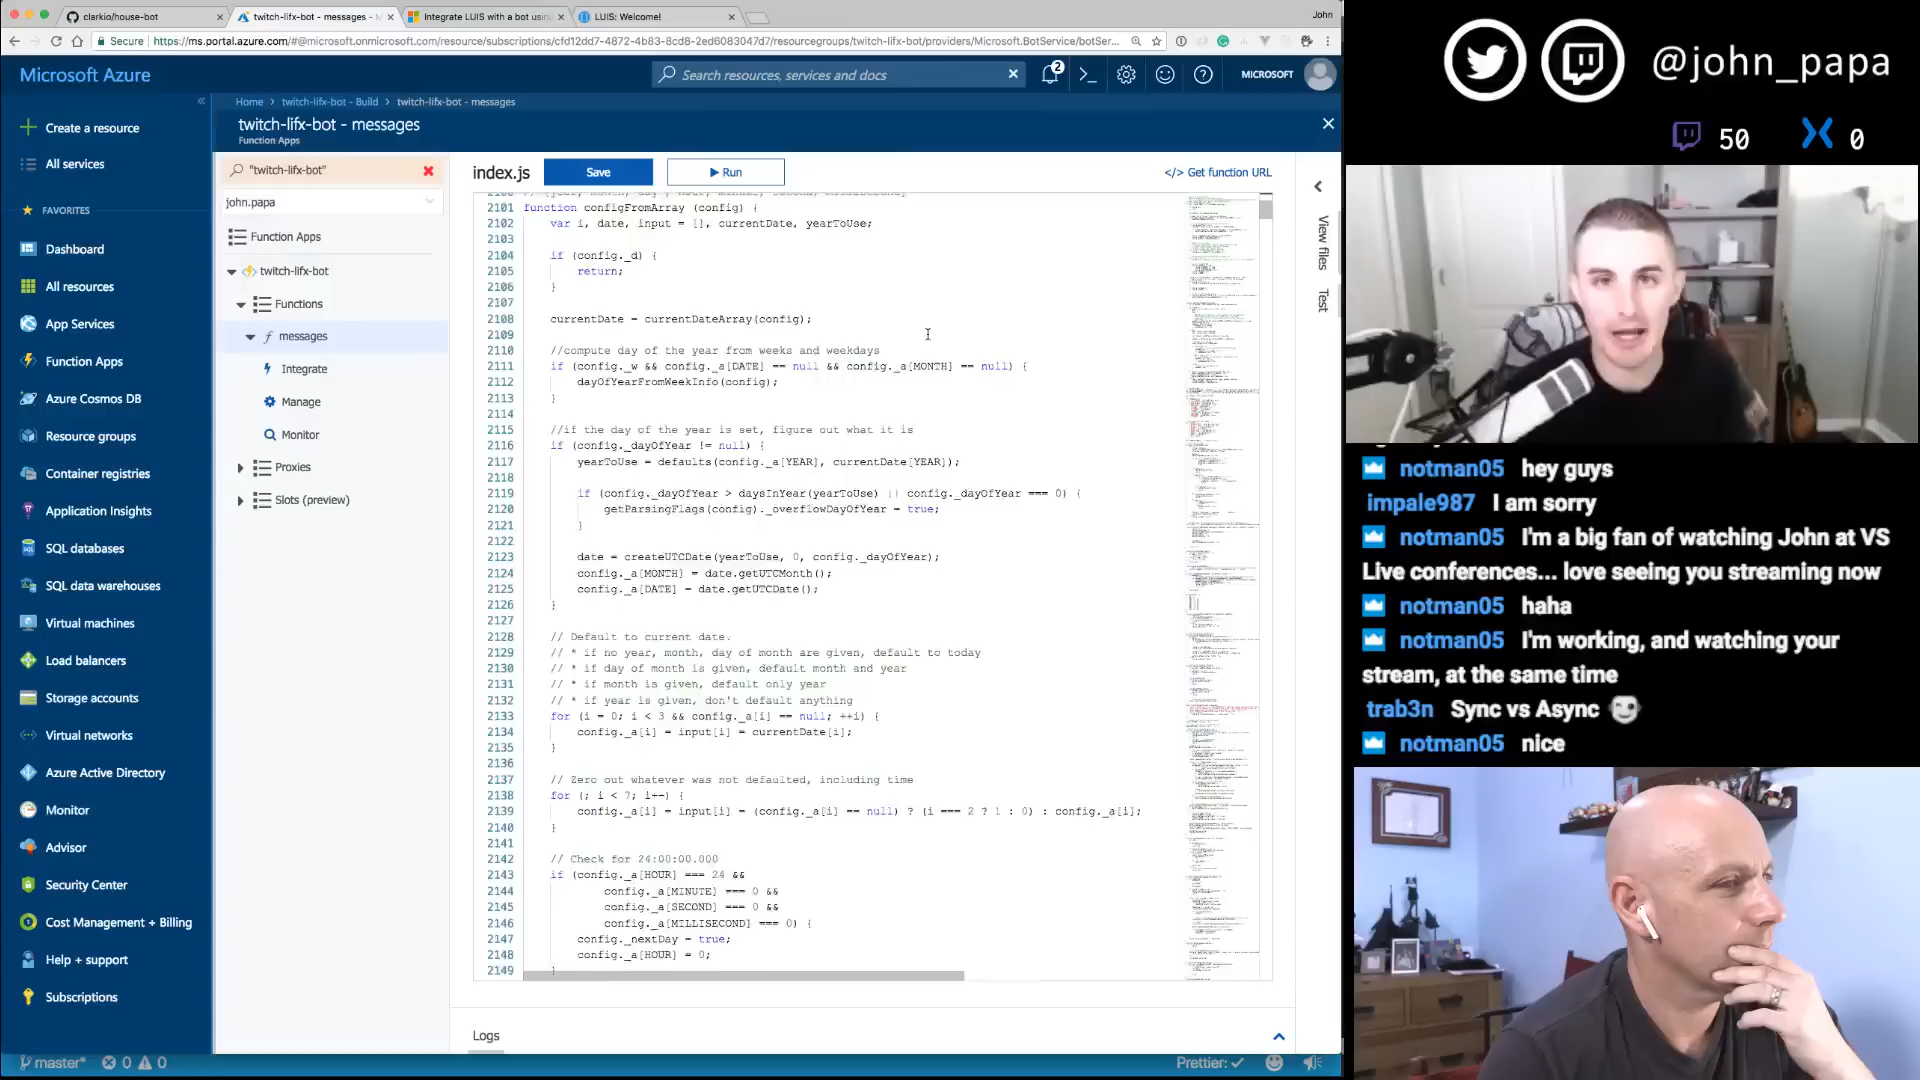 clarkio/house-bot
twitch-lifx-bot - messages -
Integrate LUIS with a bot usin
LUIS: Welcome!
John
Secure
https://ms.portal.azure.com/#@microsoft.onmicrosoft.com/resource/subscriptions/cfd12dd7-4872-4b83-8cd8-2ed6083047d7/resourcegroups/twitch-lifx-bot/providers/Microsoft.BotService/botSer...
Microsoft Azure
Search resources, services and docs
2
MICROSOFT
Home > twitch-lifx-bot - Build > twitch-lifx-bot - messages
twitch-lifx-bot - messages
Function Apps
Create a resource
All services
FAVORITES
Dashboard
All resources
App Services
Function Apps
Azure Cosmos DB
Resource groups
Container registries
Application Insights
SQL databases
SQL data warehouses
Virtual machines
Load balancers
Storage accounts
Virtual networks
Azure Active Directory
Monitor
Advisor
Security Center
Cost Management + Billing
Help + support
Subscriptions
"twitch-lifx-bot"
john.papa
Function Apps
twitch-lifx-bot
Functions
messages
Integrate
Manage
Monitor
Proxies
Slots (preview)
index.js
Save
Run
</> Get function URL
View files
Test
2101 function configFromArray (config) {
2102 var i, date, input = [], currentDate, yearToUse;
2103
2104 if (config._d) {
2105 return;
2106 }
2107
2108 currentDate = currentDateArray(config);
2109
2110 //compute day of the year from weeks and weekdays
2111 if (config._w && config._a[DATE] == null && config._a[MONTH] == null) {
2112 dayOfYearFromWeekInfo(config);
2113 }
2114
2115 //if the day of the year is set, figure out what it is
2116 if (config._dayOfYear != null) {
2117 yearToUse = defaults(config._a[YEAR], currentDate[YEAR]);
2118
2119 if (config._dayOfYear > daysInYear(yearToUse) || config._dayOfYear === 0) {
2120 getParsingFlags(config)._overflowDayOfYear = true;
2121 }
2122
2123 date = createUTCDate(yearToUse, 0, config._dayOfYear);
2124 config._a[MONTH] = date.getUTCMonth();
2125 config._a[DATE] = date.getUTCDate();
2126 }
2127
2128 // Default to current date.
2129 // * if no year, month, day of month are given, default to today
2130 // * if day of month is given, default month and year
2131 // * if month is given, default only year
2132 // * if year is given, don't default anything
2133 for (i = 0; i < 3 && config._a[i] == null; ++i) {
2134 config._a[i] = input[i] = currentDate[i];
2135 }
2136
2137 // Zero out whatever was not defaulted, including time
2138 for (; i < 7; i++) {
2139 config._a[i] = input[i] = (config._a[i] == null) ? (i === 2 ? 1 : 0) : config._a[i];
2140 }
2141
2142 // Check for 24:00:00.000
2143 if (config._a[HOUR] === 24 &&
2144 config._a[MINUTE] === 0 &&
2145 config._a[SECOND] === 0 &&
2146 config._a[MILLISECOND] === 0) {
2147 config._nextDay = true;
2148 config._a[HOUR] = 0;
2149 }
Logs
master*
0
0
Prettier: ✓
@john_papa
50
0
notman05 hey guys
impale987 I am sorry
notman05 I'm a big fan of watching John at VS
Live conferences... love seeing you streaming now
notman05 haha
notman05 I'm working, and watching your
stream, at the same time
trab3n Sync vs Async
notman05 nice